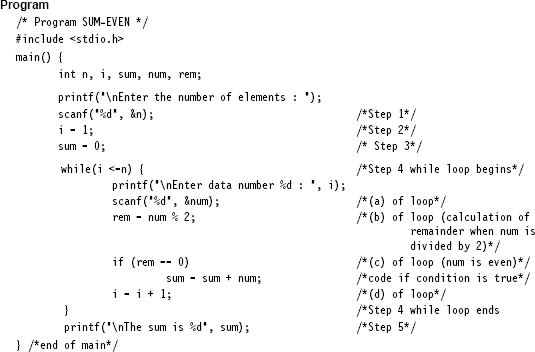 Program
/* Program SUM-EVEN */
#include <stdio.h>
main() {
int n, i, sum, num, rem;
printf("\nEnter the number of elements : ");
scanf("%d", &n); /*Step 1*/
i = 1; /*Step 2*/
sum = 0; /* Step 3*/
while(i <=n) { /*Step 4 while loop begins*/
printf("\nEnter data number %d : ", i);
scanf("%d", &num); /*(a) of loop*/
rem = num % 2; /*(b) of loop (calculation of
remainder when num is
divided by 2)*/
if (rem == 0) /*(c) of loop (num is even)*/
sum = sum + num; /*code if condition is true*/
i = i + 1; /*(d) of loop*/
} /*Step 4 while loop ends
printf("\nThe sum is %d", sum); /*Step 5*/
} /*end of main*/